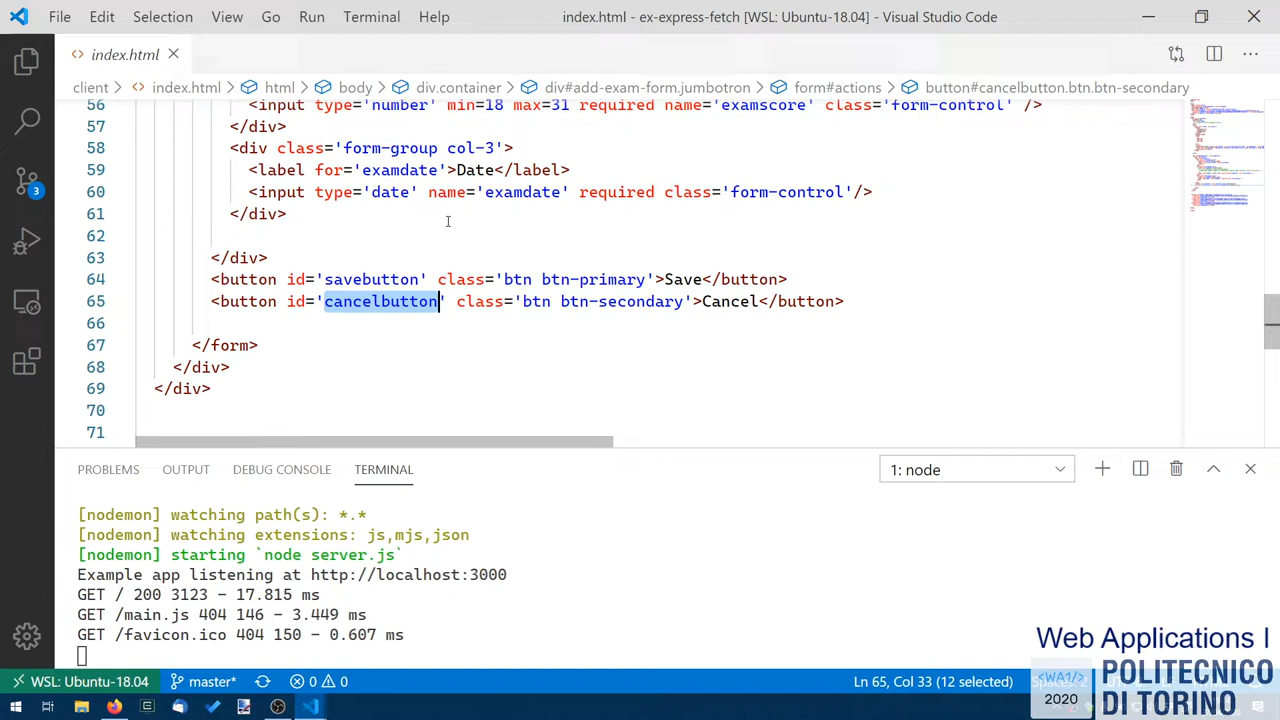 File Edit Selection View Go Run Terminal Help index.html - ex-express-fetch [WSL: Ubuntu-18.04] - Visual Studio Code
index.html
client > index.html > html > body > div.container > div#add-exam-form.jumbotron > form#actions > button#cancelbutton.btn.btn-secondary
56 <input type='number' min=18 max=31 required name='examscore' class='form-control' />
57 </div>
58 <div class='form-group col-3'>
59 <label for='examdate'>Date</label>
60 <input type='date' name='examdate' required class='form-control'/>
61 </div>
62
63 </div>
64 <button id='savebutton' class='btn btn-primary'>Save</button>
65 <button id='cancelbutton' class='btn btn-secondary'>Cancel</button>
66
67 </form>
68 </div>
69 </div>
70
71
3
PROBLEMS OUTPUT DEBUG CONSOLE TERMINAL 1: node
[nodemon] watching path(s): *.*
[nodemon] watching extensions: js,mjs,json
[nodemon] starting `node server.js`
Example app listening at http://localhost:3000
GET / 200 3123 - 17.815 ms
GET /main.js 404 146 - 3.449 ms
GET /favicon.ico 404 150 - 0.607 ms
Web Applications I
<WA1/> 2020
POLITECNICO
DI TORINO
WSL: Ubuntu-18.04 master* 0 0 Ln 65, Col 33 (12 selected)